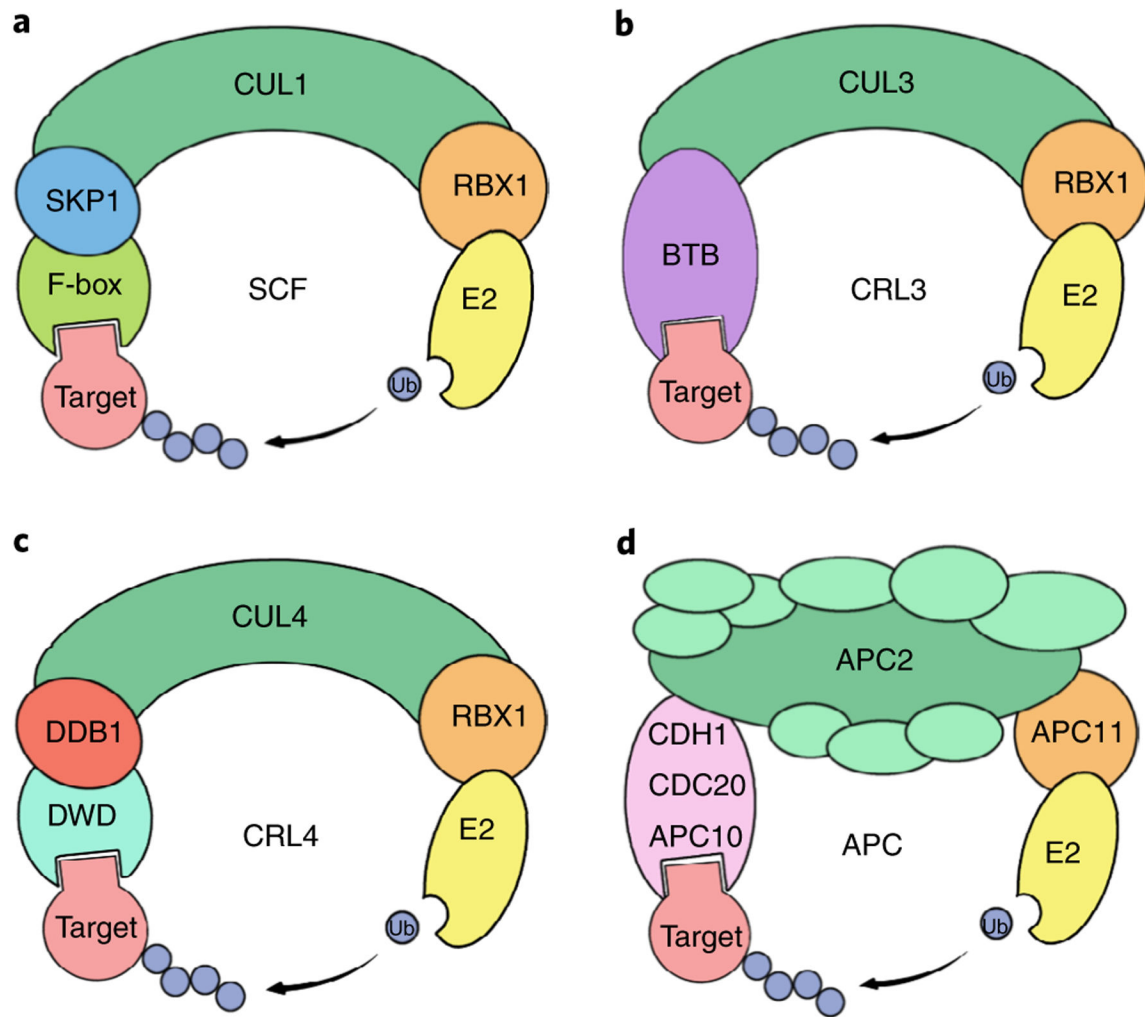 a
CUL1
SKP1
RBX1
F-box
SCF
E2
Target
Ub
b
CUL3
RBX1
BTB
CRL3
E2
Target
Ub
c
CUL4
DDB1
RBX1
DWD
CRL4
E2
Target
Ub
d
APC2
CDH1
APC11
CDC20
APC10
APC
E2
Target
Ub